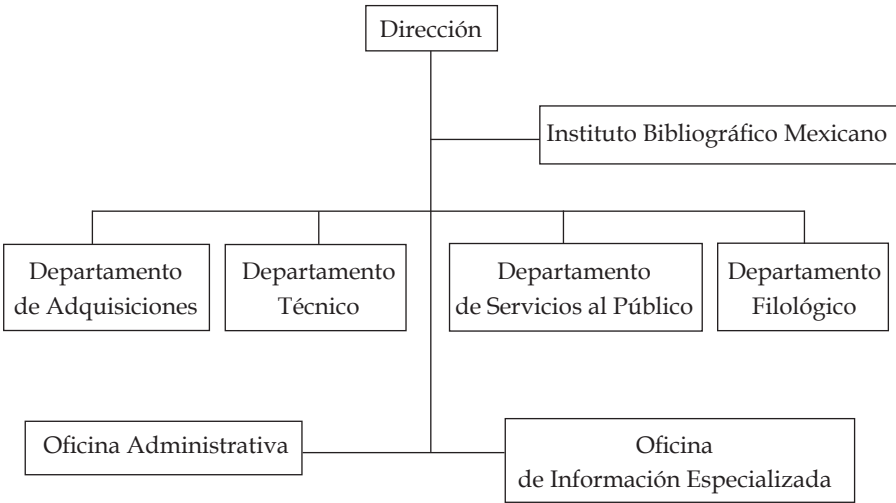 Dirección
Instituto Bibliográfico Mexicano
Departamento
de Adquisiciones
Departamento
Técnico
Departamento
de Servicios al Público
Departamento
Filológico
Oficina Administrativa
Oficina
de Información Especializada